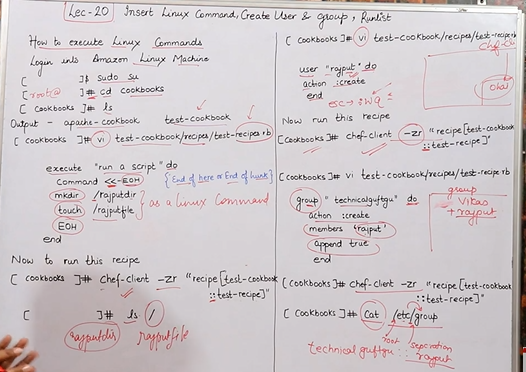 Lec-20 Insert Linux Command, Create User & group, Runlist
How to execute Linux Commands
Login into Amazon Linux Machine
[ ]$ sudo su
[root@ ]# cd cookbooks
[ cookbooks ]# ls
Output - apache-cookbook test-cookbook
[ cookbooks ]# vi test-cookbook/recipes/test-recipe.rb
execute "run a script" do
Command <<-EOH {End of here or End of hunk}
mkdir /rajputdir
touch /rajputfile } as a Linux Command
EOH
end
Now to run this recipe
[ cookbooks ]# chef-client -zr "recipe[test-cookbook
::test-recipe]"
[ ]# ls /
rajputdir rajputfile
[ cookbooks ]# vi test-cookbook/recipes/test-recipe.rb
user "rajput" do
action :create
end
esc → :wq
Ohai
Now run this recipe
[ cookbooks ]# chef-client -zr "recipe[test-cookbook
::test-recipe]"
[ cookbooks ]# vi test-cookbook/recipes/test-recipe.rb
group "technicalguftgu" do
action :create
members 'rajput'
append true
end
group
Vikas
+ rajput
[ cookbooks ]# chef-client -zr "recipe[test-cookbook
::test-recipe]"
[ cookbooks ]# Cat /etc/group
root separation
technicalguftgu :: rajput